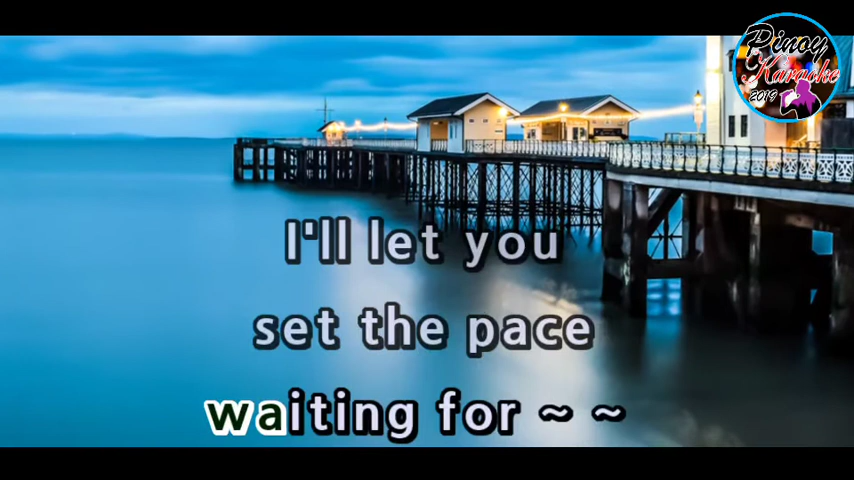 Pinoy
Karaoke
2019
I'll let you
set the pace
waiting for ~ ~